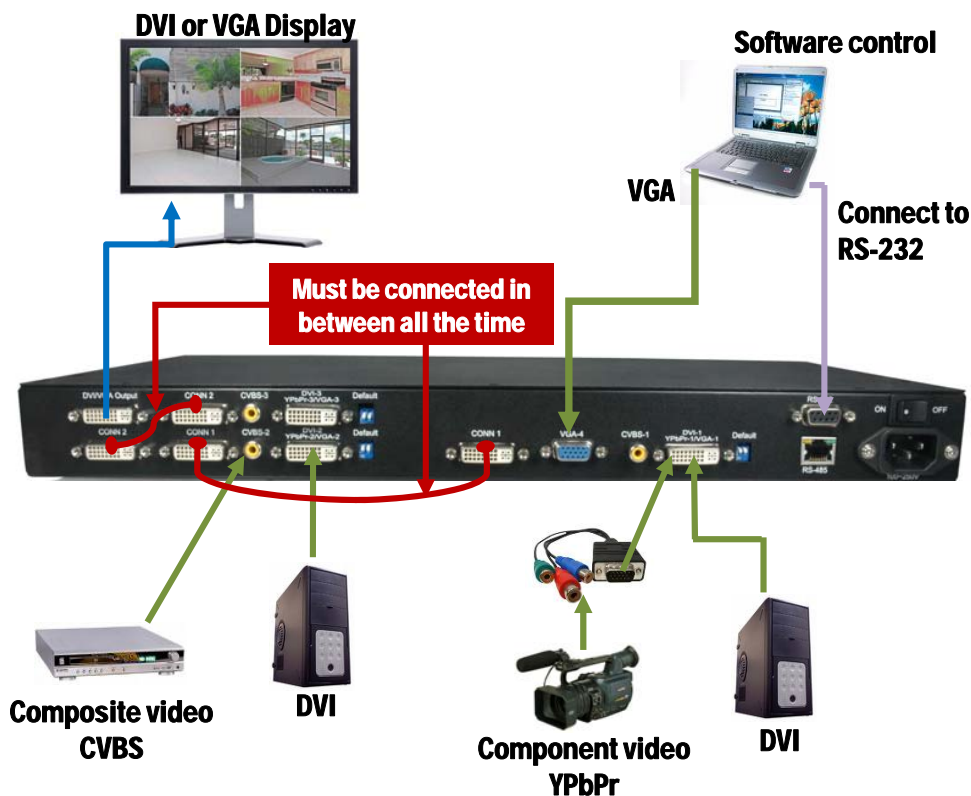 DVI or VGA Display
Software control
VGA
Connect to
RS-232
Must be connected in
between all the time
DVI/VGA Output
CONN 2
CVBS-3
DVI-3
YPbPr-3/VGA-3
Default
CONN 2
CONN 1
CVBS-2
DVI-2
YPbPr-2/VGA-2
Default
CONN 1
VGA-4
CVBS-1
DVI-1
YPbPr-1/VGA-1
Default
ON
OFF
RS-485
Composite video
CVBS
DVI
Component video
YPbPr
DVI